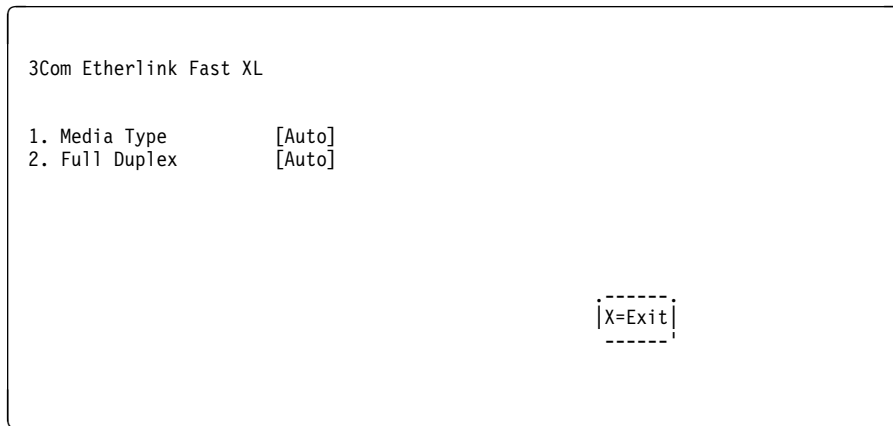 3Com Etherlink Fast XL
1. Media Type [Auto]
2. Full Duplex [Auto]
.------.
|X=Exit|
------'